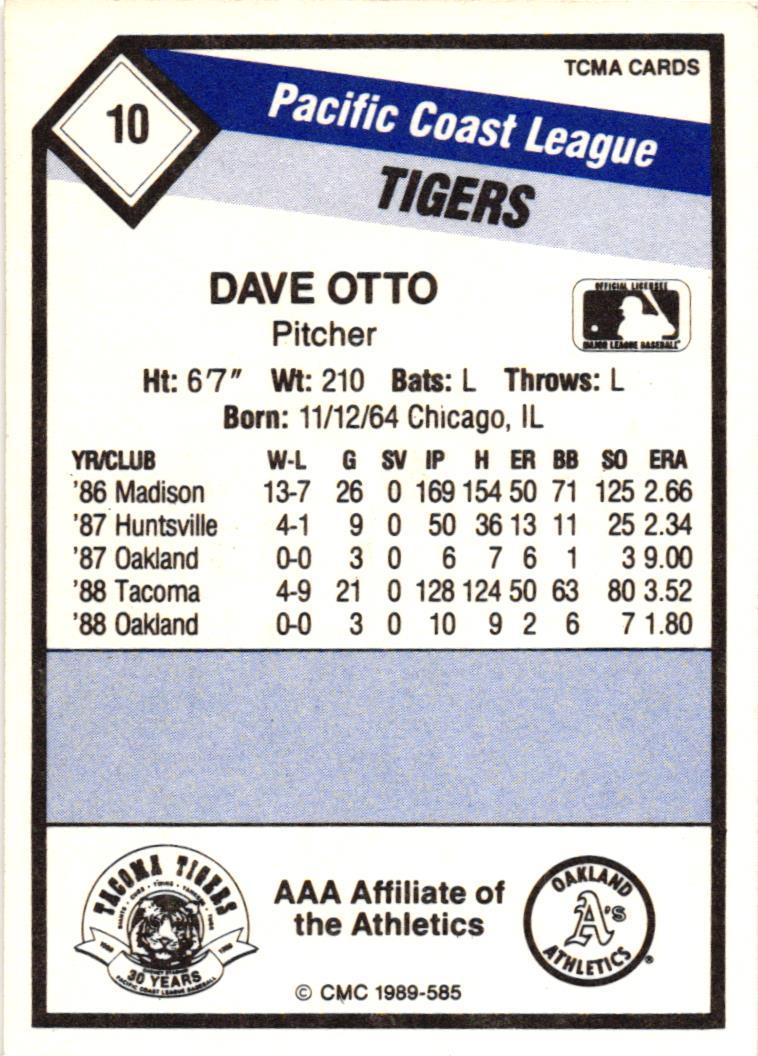 TCMA CARDS
10
Pacific Coast League
TIGERS
DAVE OTTO
Pitcher
OFFICIAL LICENSEE
MAJOR LEAGUE BASEBALL
Ht: 6'7" Wt: 210 Bats: L Throws: L
Born: 11/12/64 Chicago, IL
YR/CLUB W-L G SV IP H ER BB SO ERA
'86 Madison 13-7 26 0 169 154 50 71 125 2.66
'87 Huntsville 4-1 9 0 50 36 13 11 25 2.34
'87 Oakland 0-0 3 0 6 7 6 1 3 9.00
'88 Tacoma 4-9 21 0 128 124 50 63 80 3.52
'88 Oakland 0-0 3 0 10 9 2 6 7 1.80
TACOMA TIGERS
30 YEARS
PACIFIC COAST LEAGUE BASEBALL
AAA Affiliate of
the Athletics
OAKLAND
A's
ATHLETICS
© CMC 1989-585